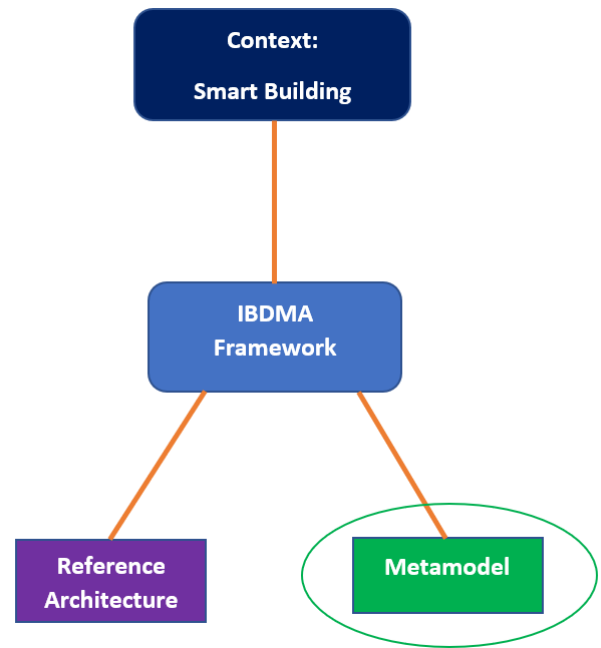 Context:
Smart Building
IBDMA
Framework
Reference
Architecture
Metamodel